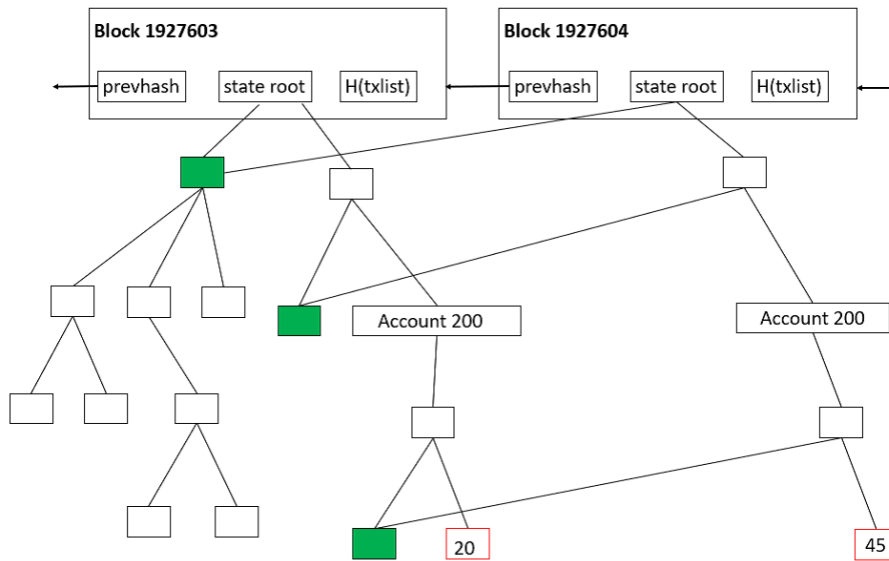 Block 1927603
Block 1927604
prevhash
state root
H(txlist)
prevhash
state root
H(txlist)
Account 200
Account 200
20
45